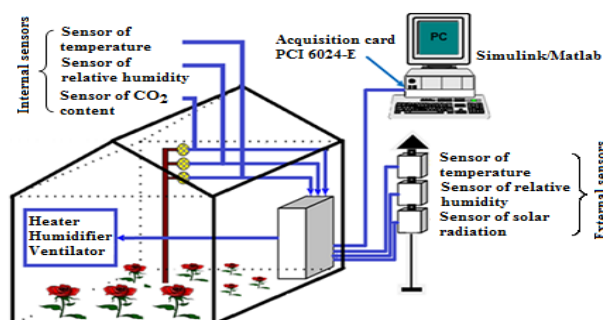 Internal sensors
Sensor of
temperature
Sensor of
relative humidity
Sensor of CO2
content
Acquisition card
PCI 6024-E
PC
Simulink/Matlab
Sensor of
temperature
Sensor of relative
humidity
Sensor of solar
radiation
External sensors
Heater
Humidifier
Ventilator